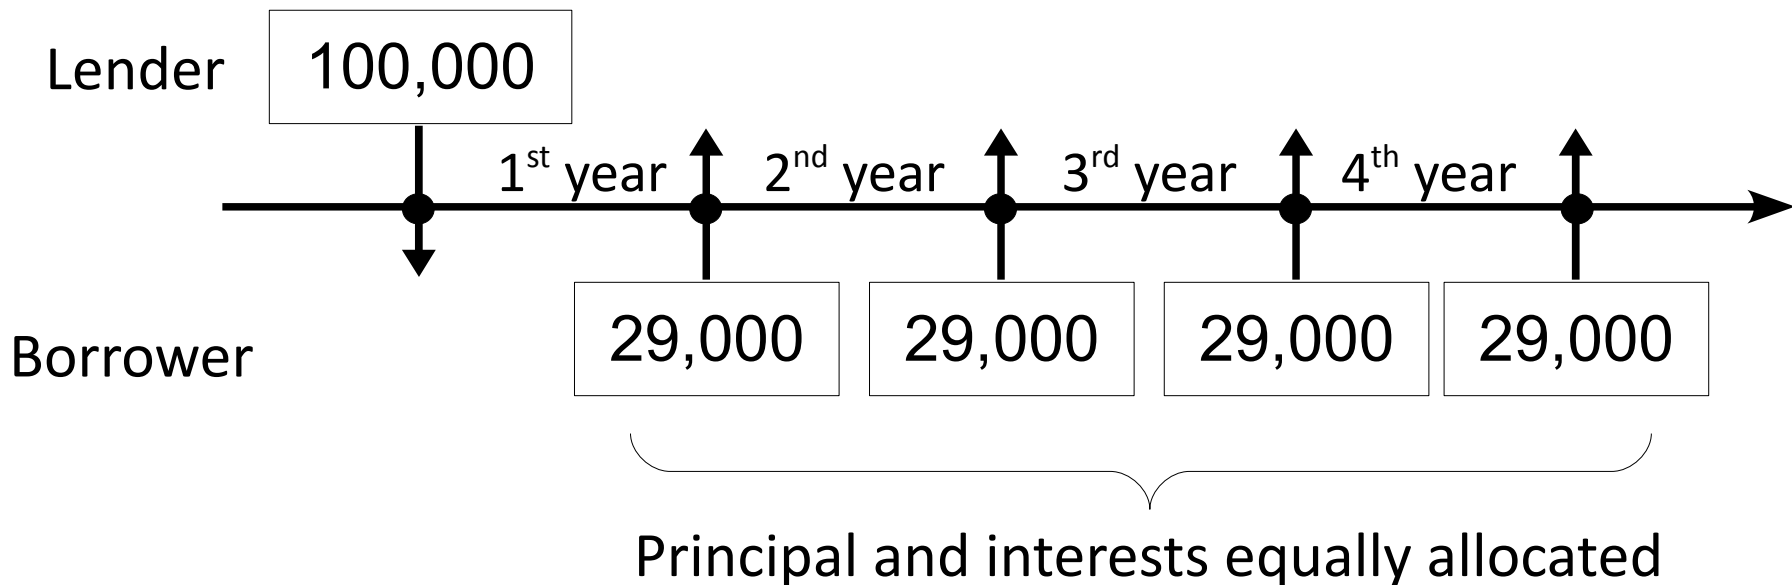 Lender 100,000
1st year 2nd year 3rd year 4th year
29,000 29,000 29,000 29,000
Borrower
Principal and interests equally allocated